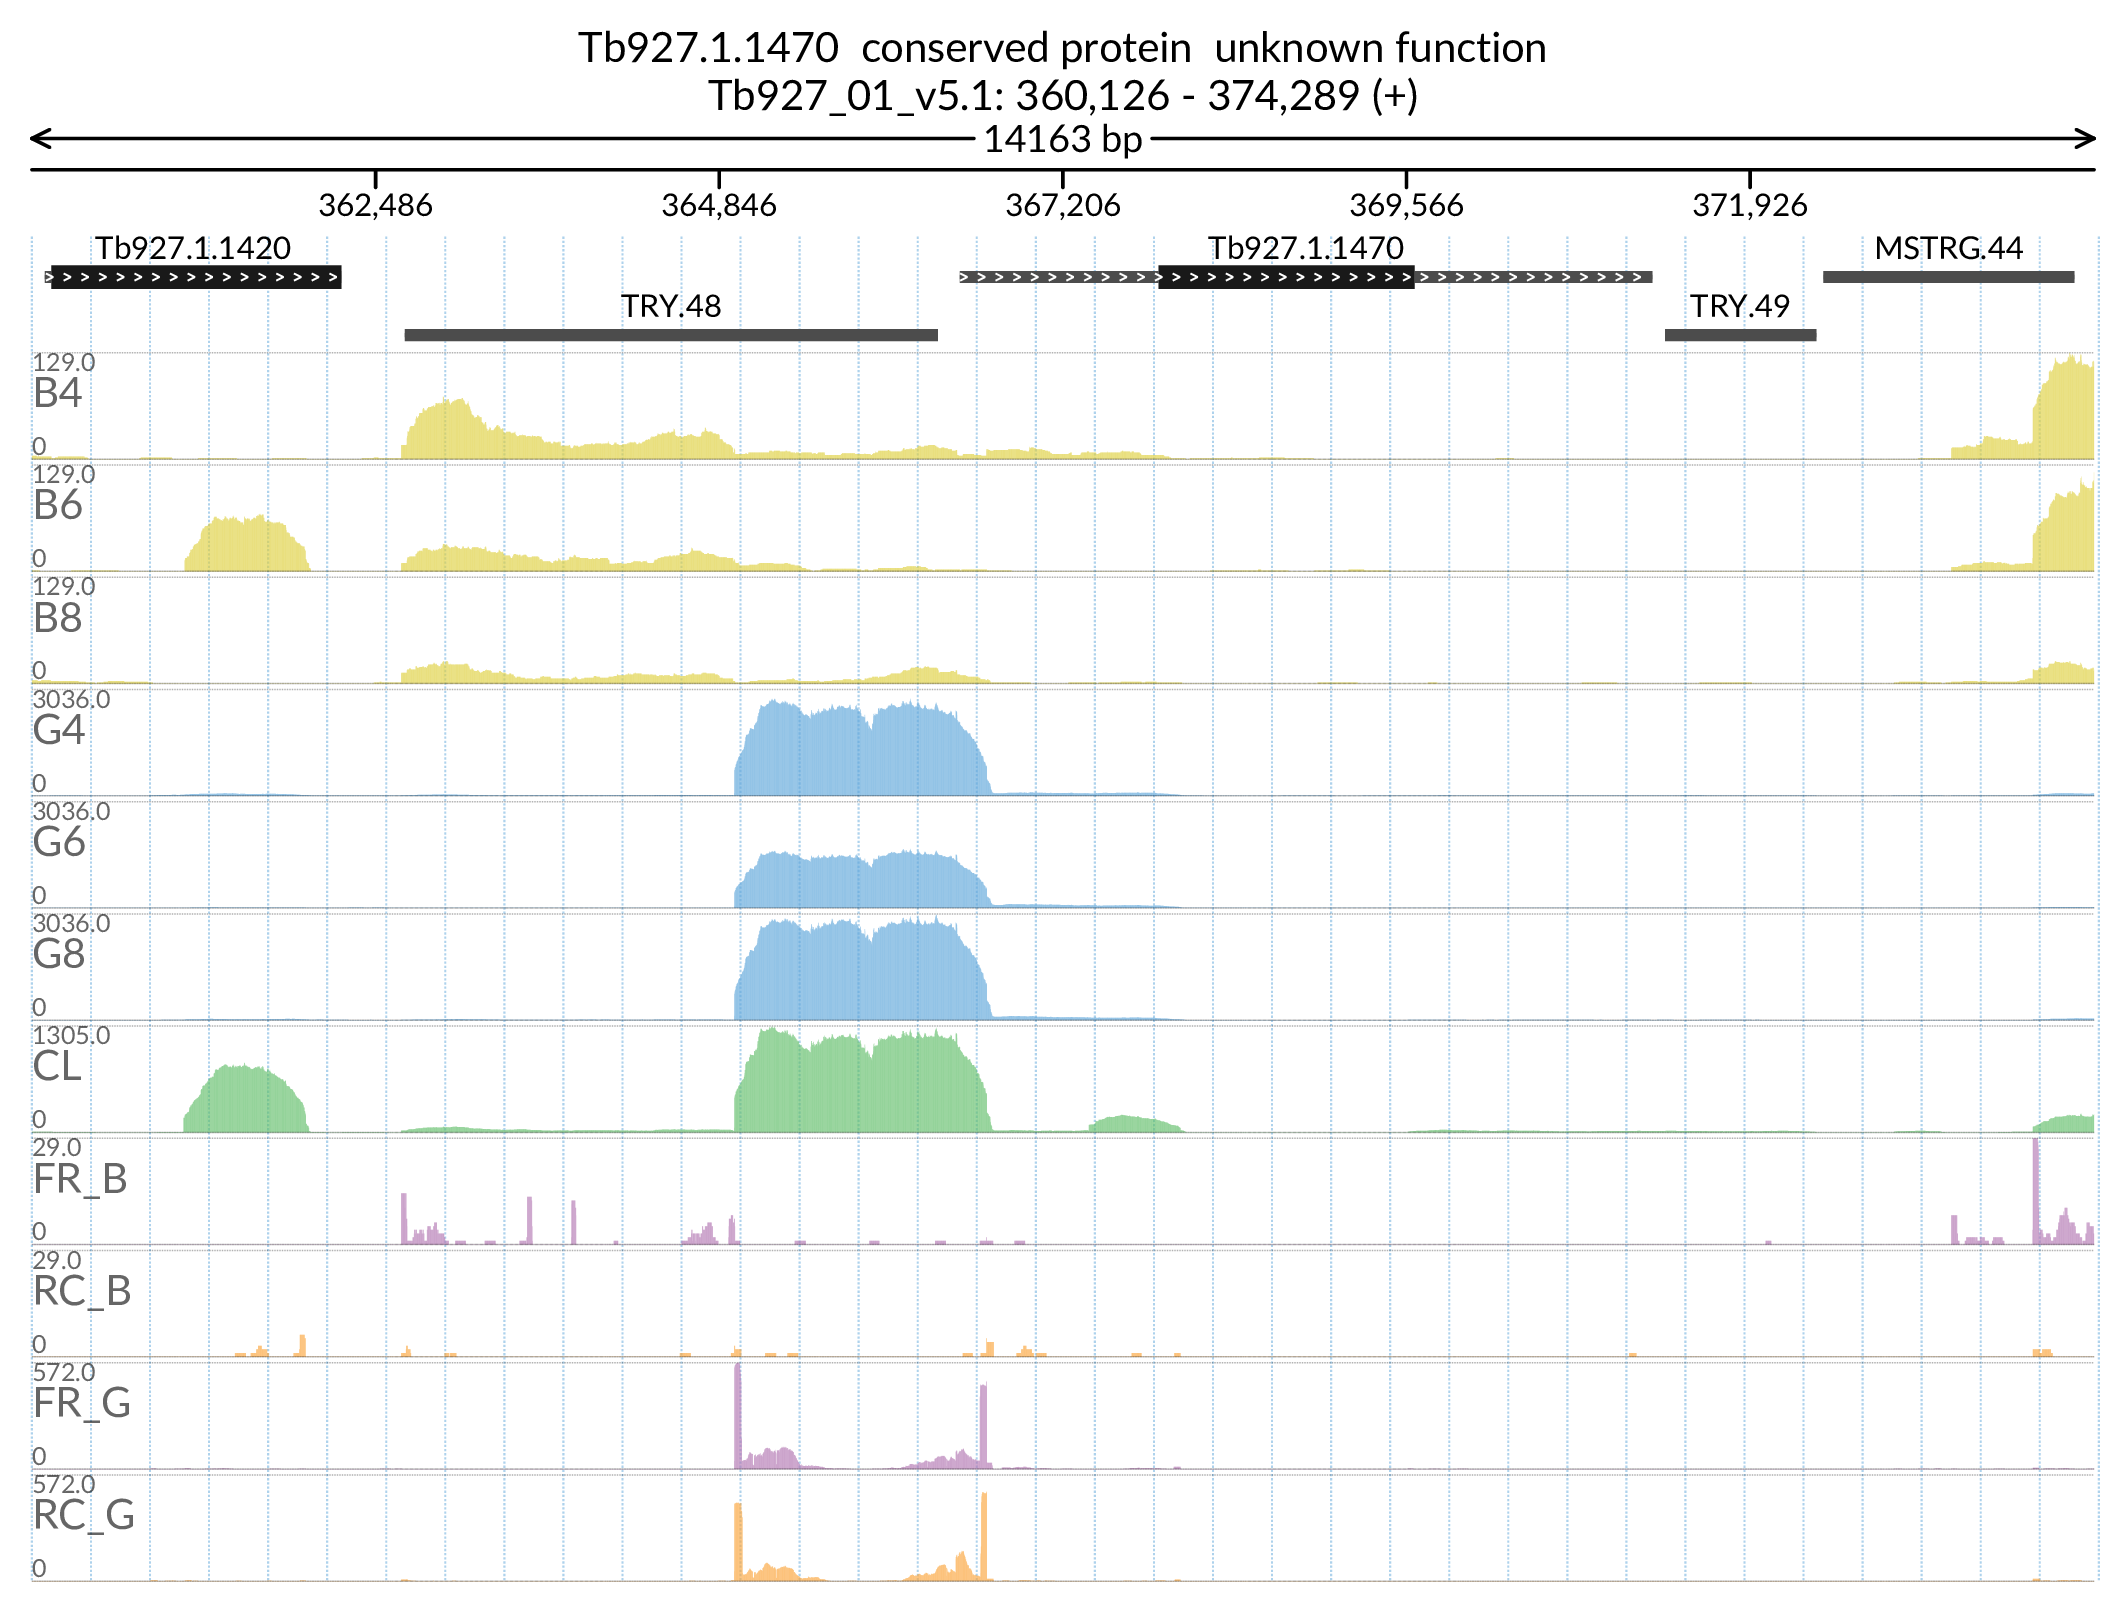 Tb927.1.1470  conserved protein  unknown function
Tb927_01_v5.1: 360,126 - 374,289 (+)
14163 bp
362,486 364,846 367,206 369,566 371,926
Tb927.1.1420 Tb927.1.1470 MSTRG.44
TRY.48 TRY.49
129.0
B4
0
129.0
B6
0
129.0
B8
0
3036.0
G4
0
3036.0
G6
0
3036.0
G8
0
1305.0
CL
0
29.0
FR_B
0
29.0
RC_B
0
572.0
FR_G
0
572.0
RC_G
0